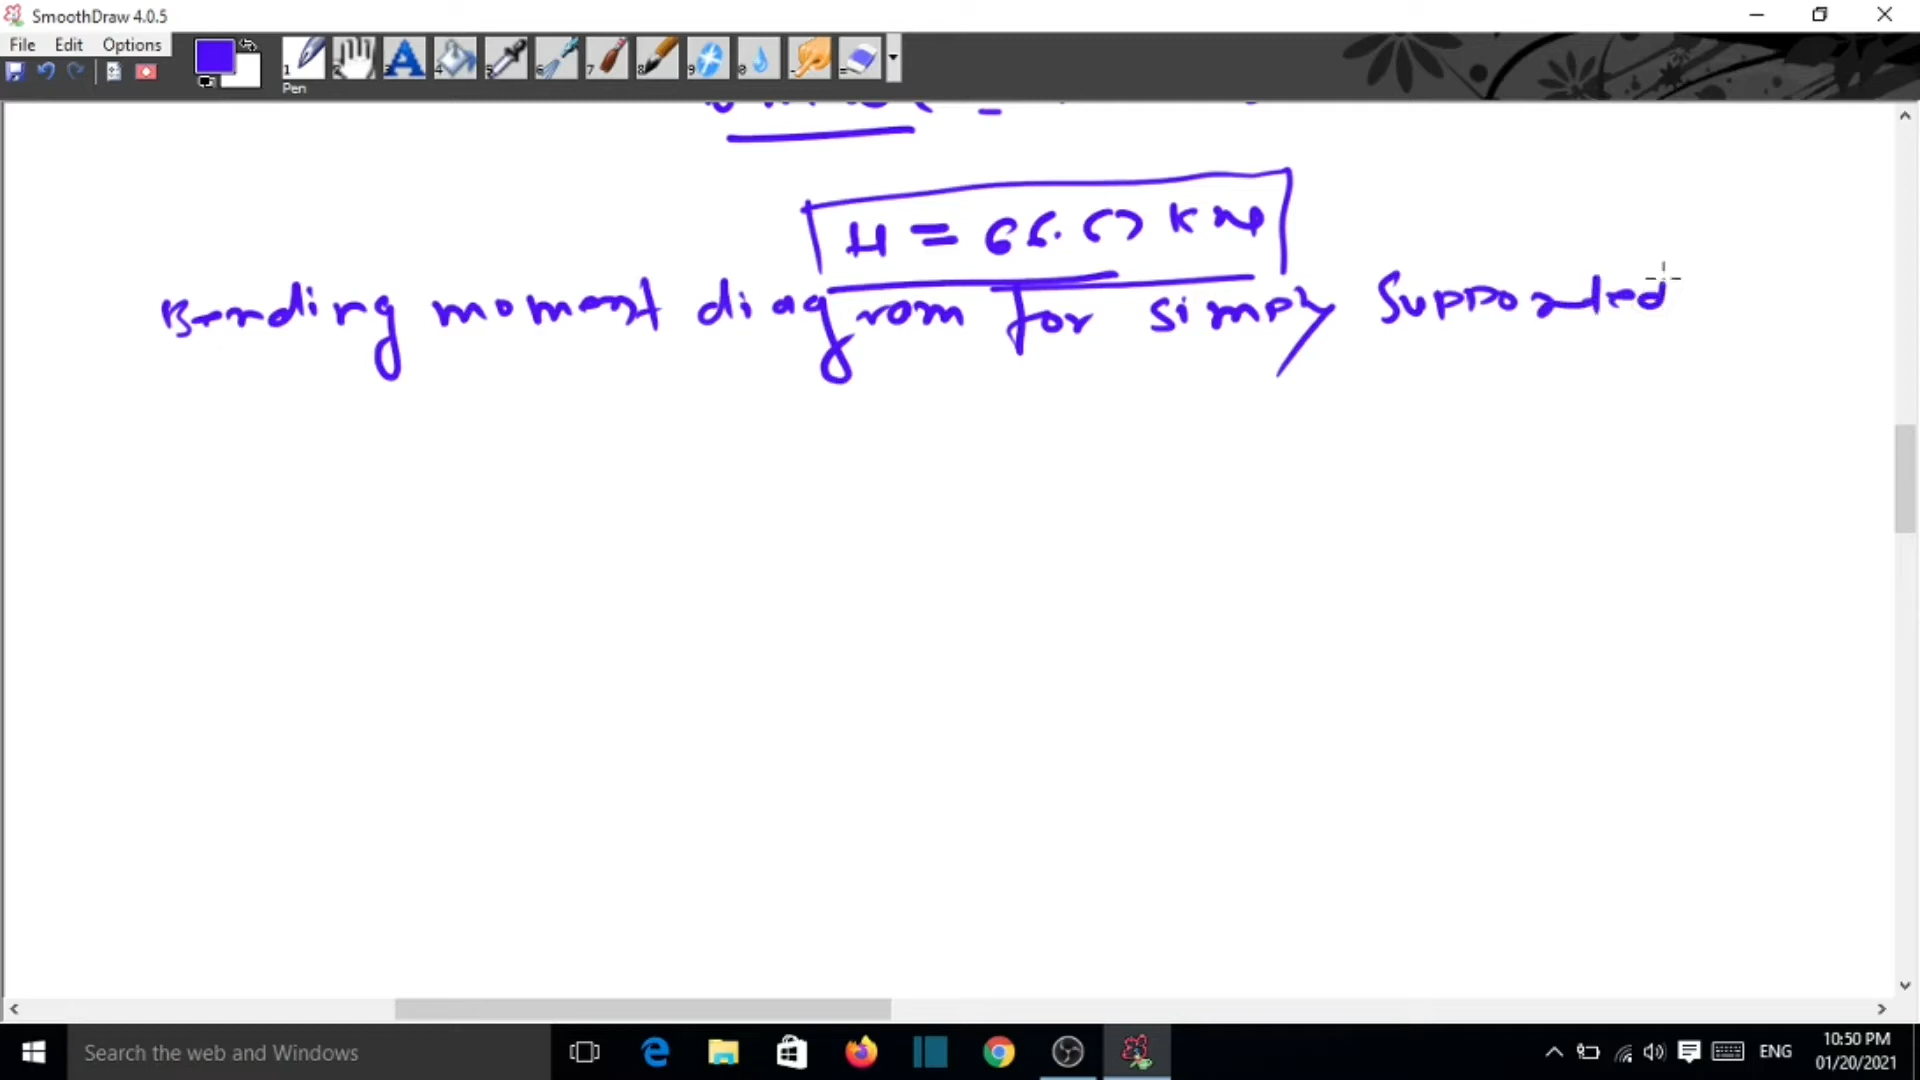 SmoothDraw 4.0.5
File Edit Options
Pen
H = 66.67 KN
Bending moment diagram for simply Supported
Search the web and Windows
ENG
10:50 PM
01/20/2021